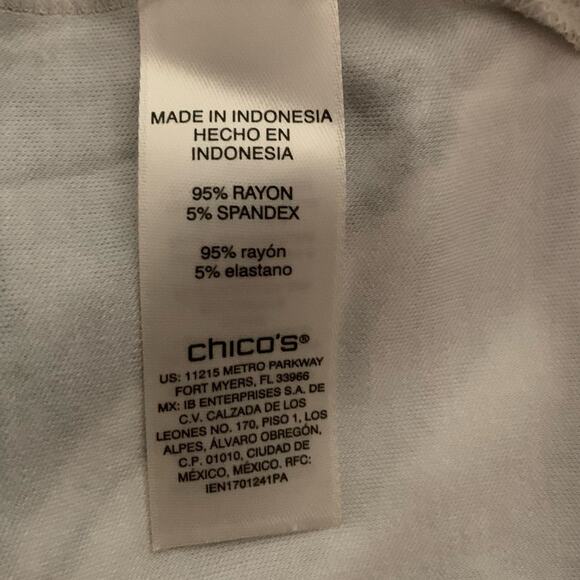 MADE IN INDONESIA
HECHO EN
INDONESIA
95% RAYON
5% SPANDEX
95% rayón
5% elastano
chico's®
US: 11215 METRO PARKWAY
FORT MYERS, FL 33966
MX: IB ENTERPRISES S.A. DE
C.V. CALZADA DE LOS
LEONES NO. 170, PISO 1, LOS
ALPES, ÁLVARO OBREGÓN,
C.P. 01010, CIUDAD DE
MÉXICO, MÉXICO. RFC:
IEN1701241PA